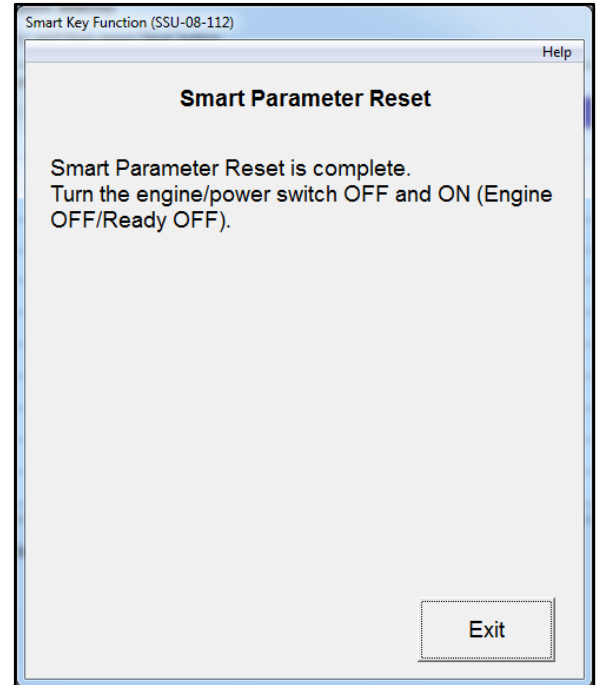 Smart Key Function (SSU-08-112)
Help
Smart Parameter Reset
Smart Parameter Reset is complete.
Turn the engine/power switch OFF and ON (Engine
OFF/Ready OFF).
Exit